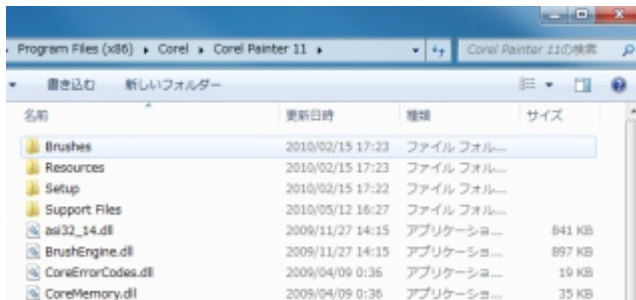 Program Files (x86) ▸ Corel ▸ Corel Painter 11 ▸ Corel Painter 11の検索
書き込む 新しいフォルダー
名前 更新日時 種類 サイズ
Brushes 2010/02/15 17:23 ファイル フォル...
Resources 2010/02/15 17:23 ファイル フォル...
Setup 2010/02/15 17:22 ファイル フォル...
Support Files 2010/05/12 16:27 ファイル フォル...
asi32_14.dll 2009/11/27 14:15 アプリケーショ... 841 KB
BrushEngine.dll 2009/11/27 14:15 アプリケーショ... 897 KB
CoreErrorCodes.dll 2009/04/09 0:36 アプリケーショ... 19 KB
CoreMemory.dll 2009/04/09 0:36 アプリケーショ... 35 KB